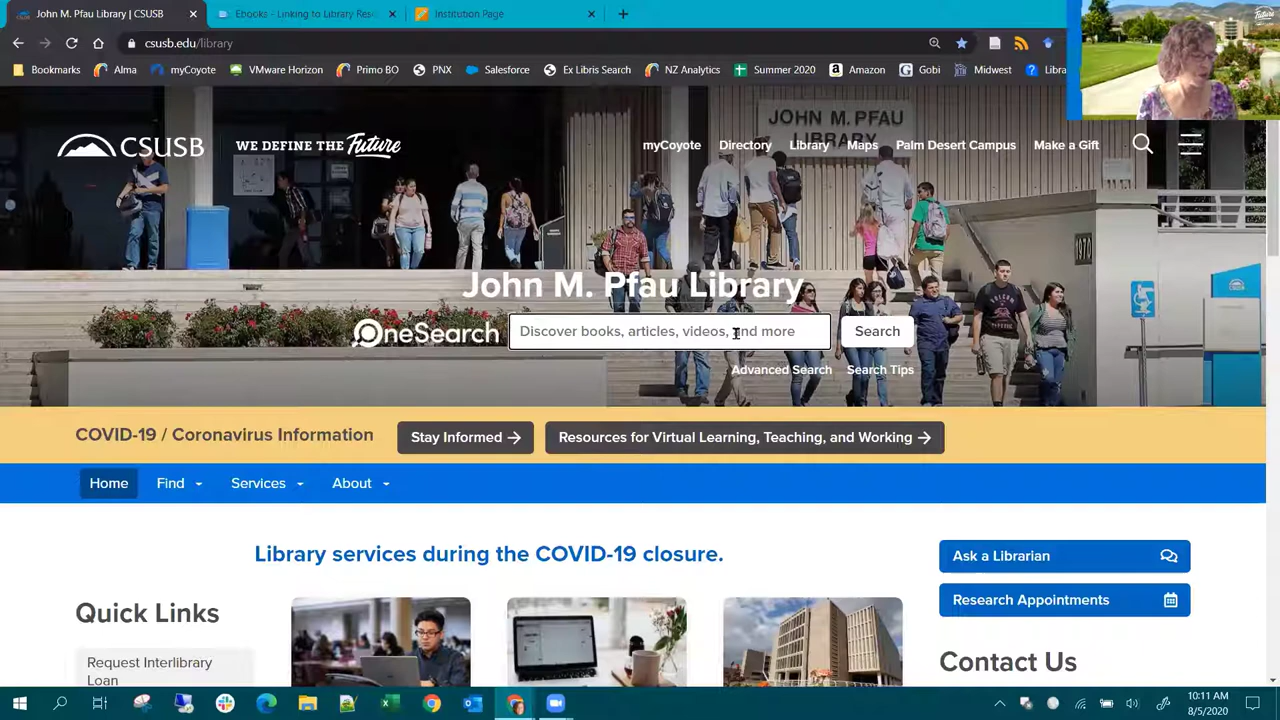 John M. Pfau Library | CSUSB
Ebooks - Linking to Library Res
Institution Page
csusb.edu/library
Bookmarks
Alma
myCoyote
VMware Horizon
Primo BO
PNX
Salesforce
Ex Libris Search
NZ Analytics
Summer 2020
Amazon
Gobi
Midwest
Libra
Future
JOHN M. PFAU
LIBRARY
CSUSB
WE DEFINE THE Future
myCoyote
Directory
Library
Maps
Palm Desert Campus
Make a Gift
1970
John M. Pfau Library
OneSearch
Discover books, articles, videos, and more
Search
Advanced Search
Search Tips
COVID-19 / Coronavirus Information
Stay Informed →
Resources for Virtual Learning, Teaching, and Working →
Home
Find
Services
About
Library services during the COVID-19 closure.
Ask a Librarian
Research Appointments
Quick Links
Request Interlibrary
Loan
Contact Us
10:11 AM
8/5/2020